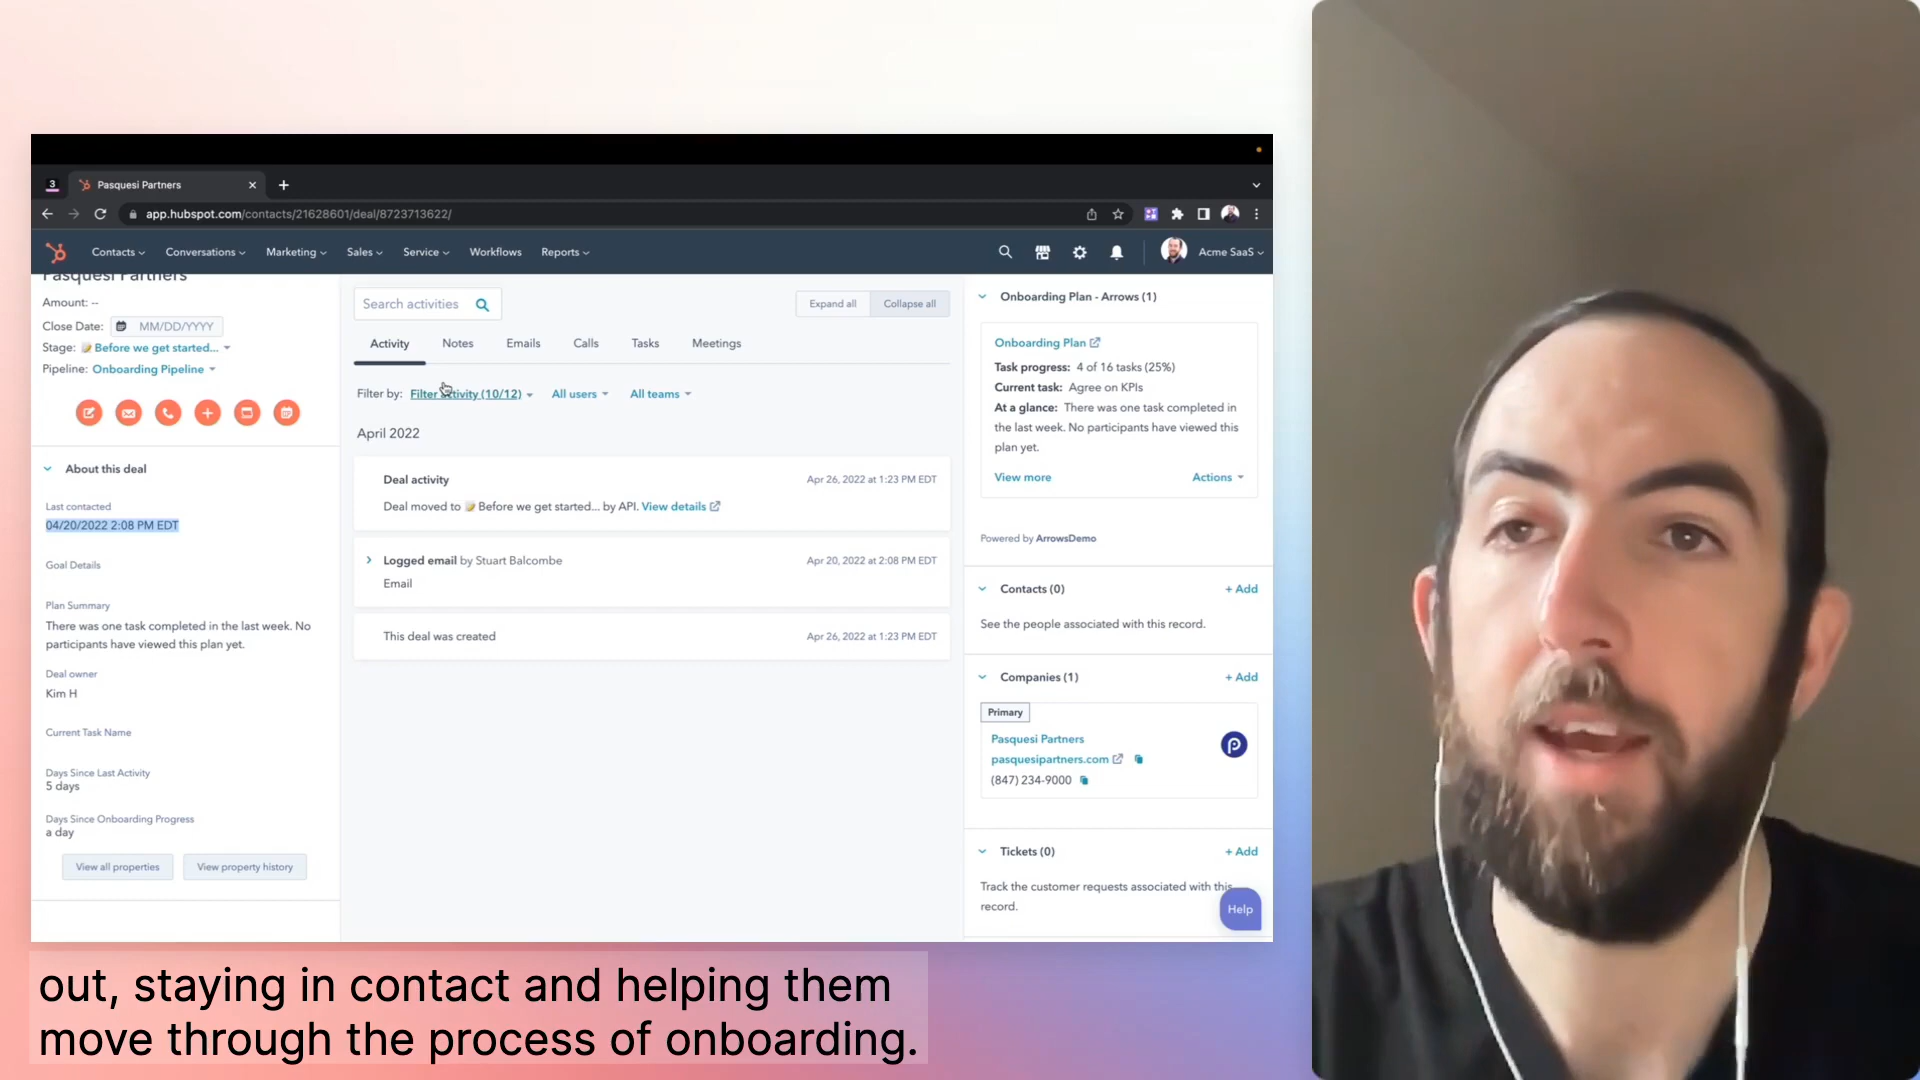 3
Pasquesi Partners
app.hubspot.com/contacts/21628601/deal/8723713622/
Contacts
Conversations
Marketing
Sales
Service
Workflows
Reports
Acme SaaS
Pasquesi Partners
Amount: --
Close Date: MM/DD/YYYY
Stage: Before we get started...
Pipeline: Onboarding Pipeline
About this deal
Last contacted
04/20/2022 2:08 PM EDT
Goal Details
Plan Summary
There was one task completed in the last week. No
participants have viewed this plan yet.
Deal owner
Kim H
Current Task Name
Days Since Last Activity
5 days
Days Since Onboarding Progress
a day
View all properties
View property history
Search activities
Expand all
Collapse all
Activity
Notes
Emails
Calls
Tasks
Meetings
Filter by: Filter activity (10/12) All users All teams
April 2022
Deal activity Apr 26, 2022 at 1:23 PM EDT
Deal moved to Before we get started... by API. View details
Logged email by Stuart Balcombe Apr 20, 2022 at 2:08 PM EDT
Email
This deal was created Apr 26, 2022 at 1:23 PM EDT
Onboarding Plan - Arrows (1)
Onboarding Plan
Task progress: 4 of 16 tasks (25%)
Current task: Agree on KPIs
At a glance: There was one task completed in
the last week. No participants have viewed this
plan yet.
View more
Actions
Powered by ArrowsDemo
Contacts (0)
+ Add
See the people associated with this record.
Companies (1)
+ Add
Primary
Pasquesi Partners
pasquesipartners.com
(847) 234-9000
Tickets (0)
+ Add
Track the customer requests associated with this
record.
Help
out, staying in contact and helping them
move through the process of onboarding.